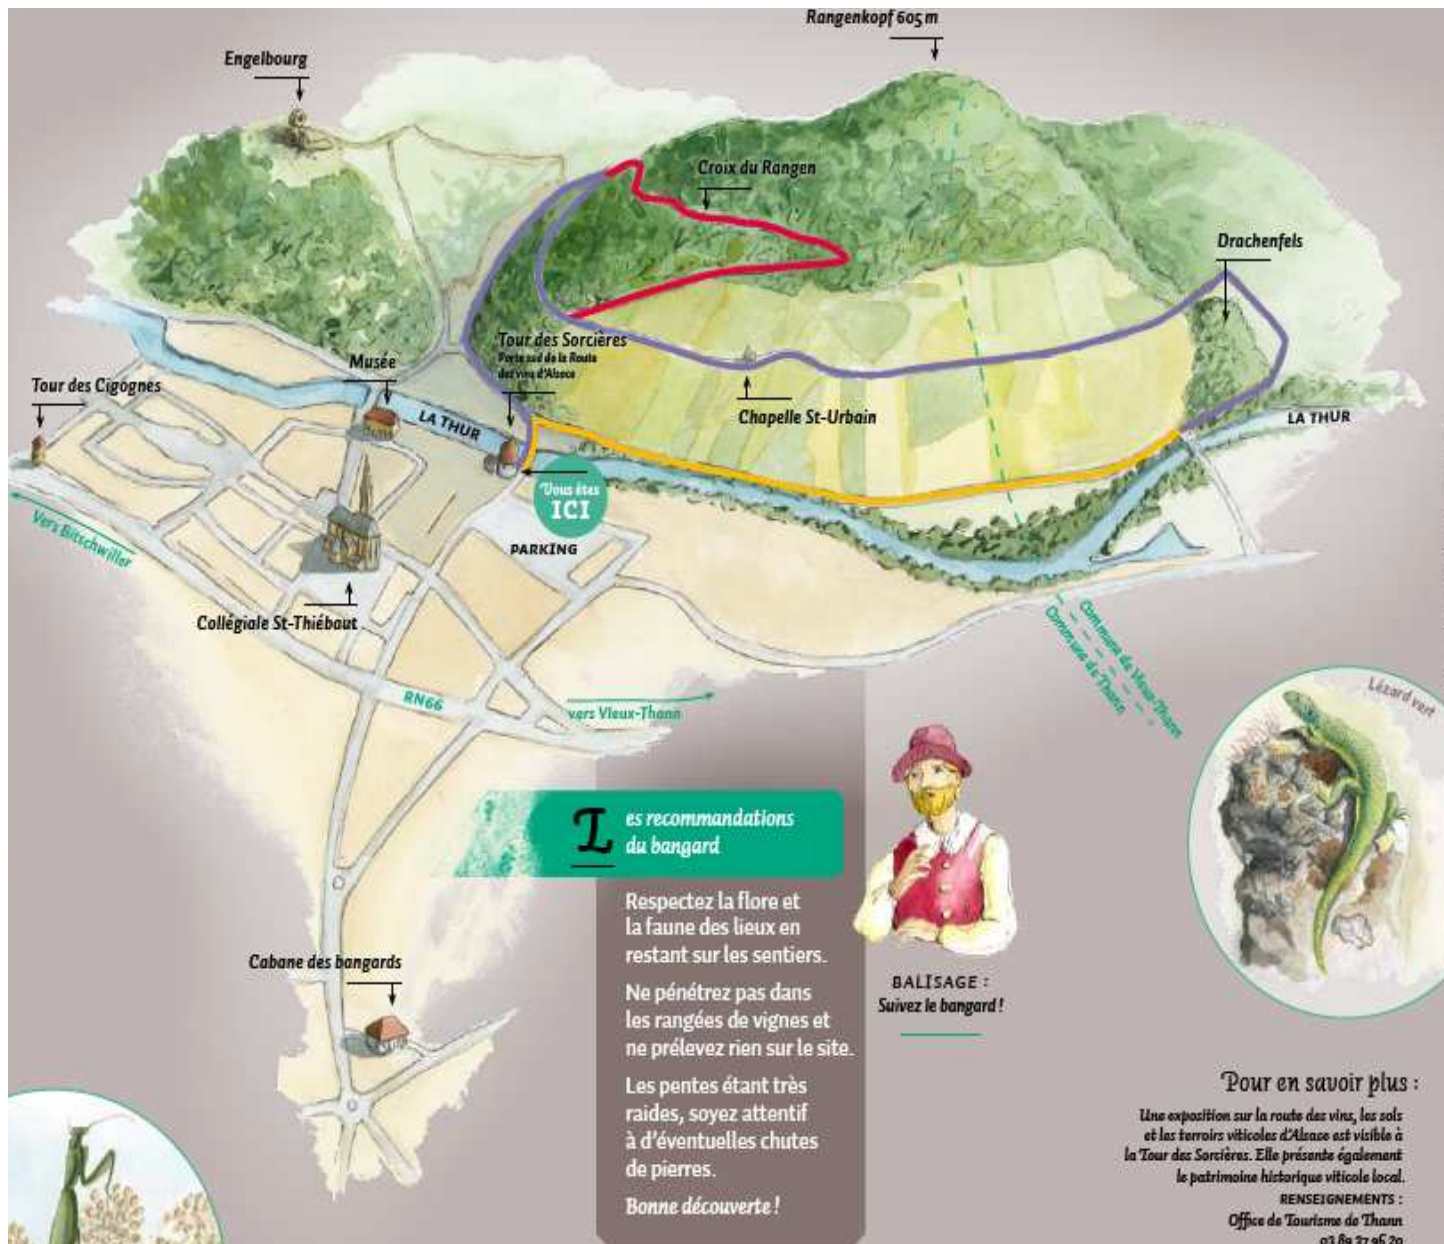 Rangenkopf 605 m
Engelbourg
Croix du Rangen
Drachenfels
Tour des Sorcières
Porte sud de la Route
des vins d'Alsace
Musée
Tour des Cigognes
LA THUR
Chapelle St-Urbain
LA THUR
Vous êtes
ICI
Vers Bitschwiller
PARKING
Collégiale St-Thiébaut
Commune de Vieux-Thann
Commune de Thann
RN66
vers Vieux-Thann
Lézard vert
Les recommandations
du bangard
Respectez la flore et
la faune des lieux en
restant sur les sentiers.
Ne pénétrez pas dans
les rangées de vignes et
ne prélevez rien sur le site.
Les pentes étant très
raides, soyez attentif
à d'éventuelles chutes
de pierres.
Bonne découverte !
BALISAGE :
Suivez le bangard !
Cabane des bangards
Pour en savoir plus :
Une exposition sur la route des vins, les sols
et les terroirs viticoles d'Alsace est visible à
la Tour des Sorcières. Elle présente également
le patrimoine historique viticole local.
RENSEIGNEMENTS :
Office de Tourisme de Thann
03 89 37 96 20